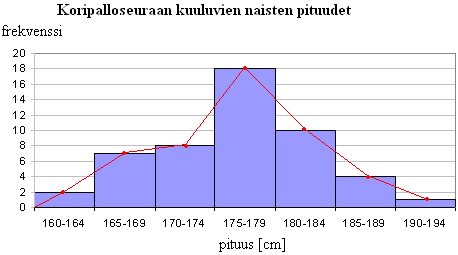 Koripalloseuraan kuuluvien naisten pituudet
frekvenssi
20
18
16
14
12
10
8
6
4
2
0
160-164 165-169 170-174 175-179 180-184 185-189 190-194
pituus [cm]